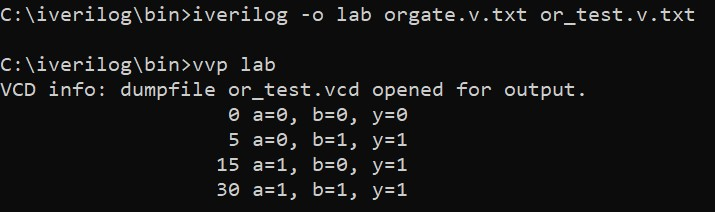 C:\iverilog\bin>iverilog -o lab orgate.v.txt or_test.v.txt
C:\iverilog\bin>vvp lab
VCD info: dumpfile or_test.vcd opened for output.
0 a=0, b=0, y=0
5 a=0, b=1, y=1
15 a=1, b=0, y=1
30 a=1, b=1, y=1